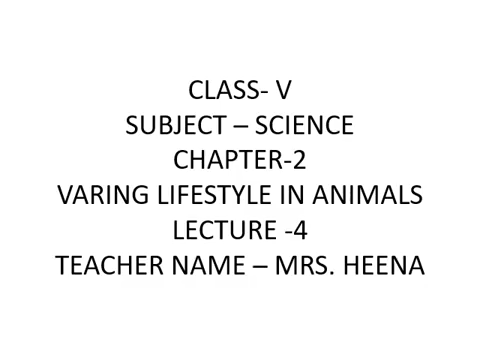 CLASS- V
SUBJECT – SCIENCE
CHAPTER-2
VARING LIFESTYLE IN ANIMALS
LECTURE -4
TEACHER NAME – MRS. HEENA